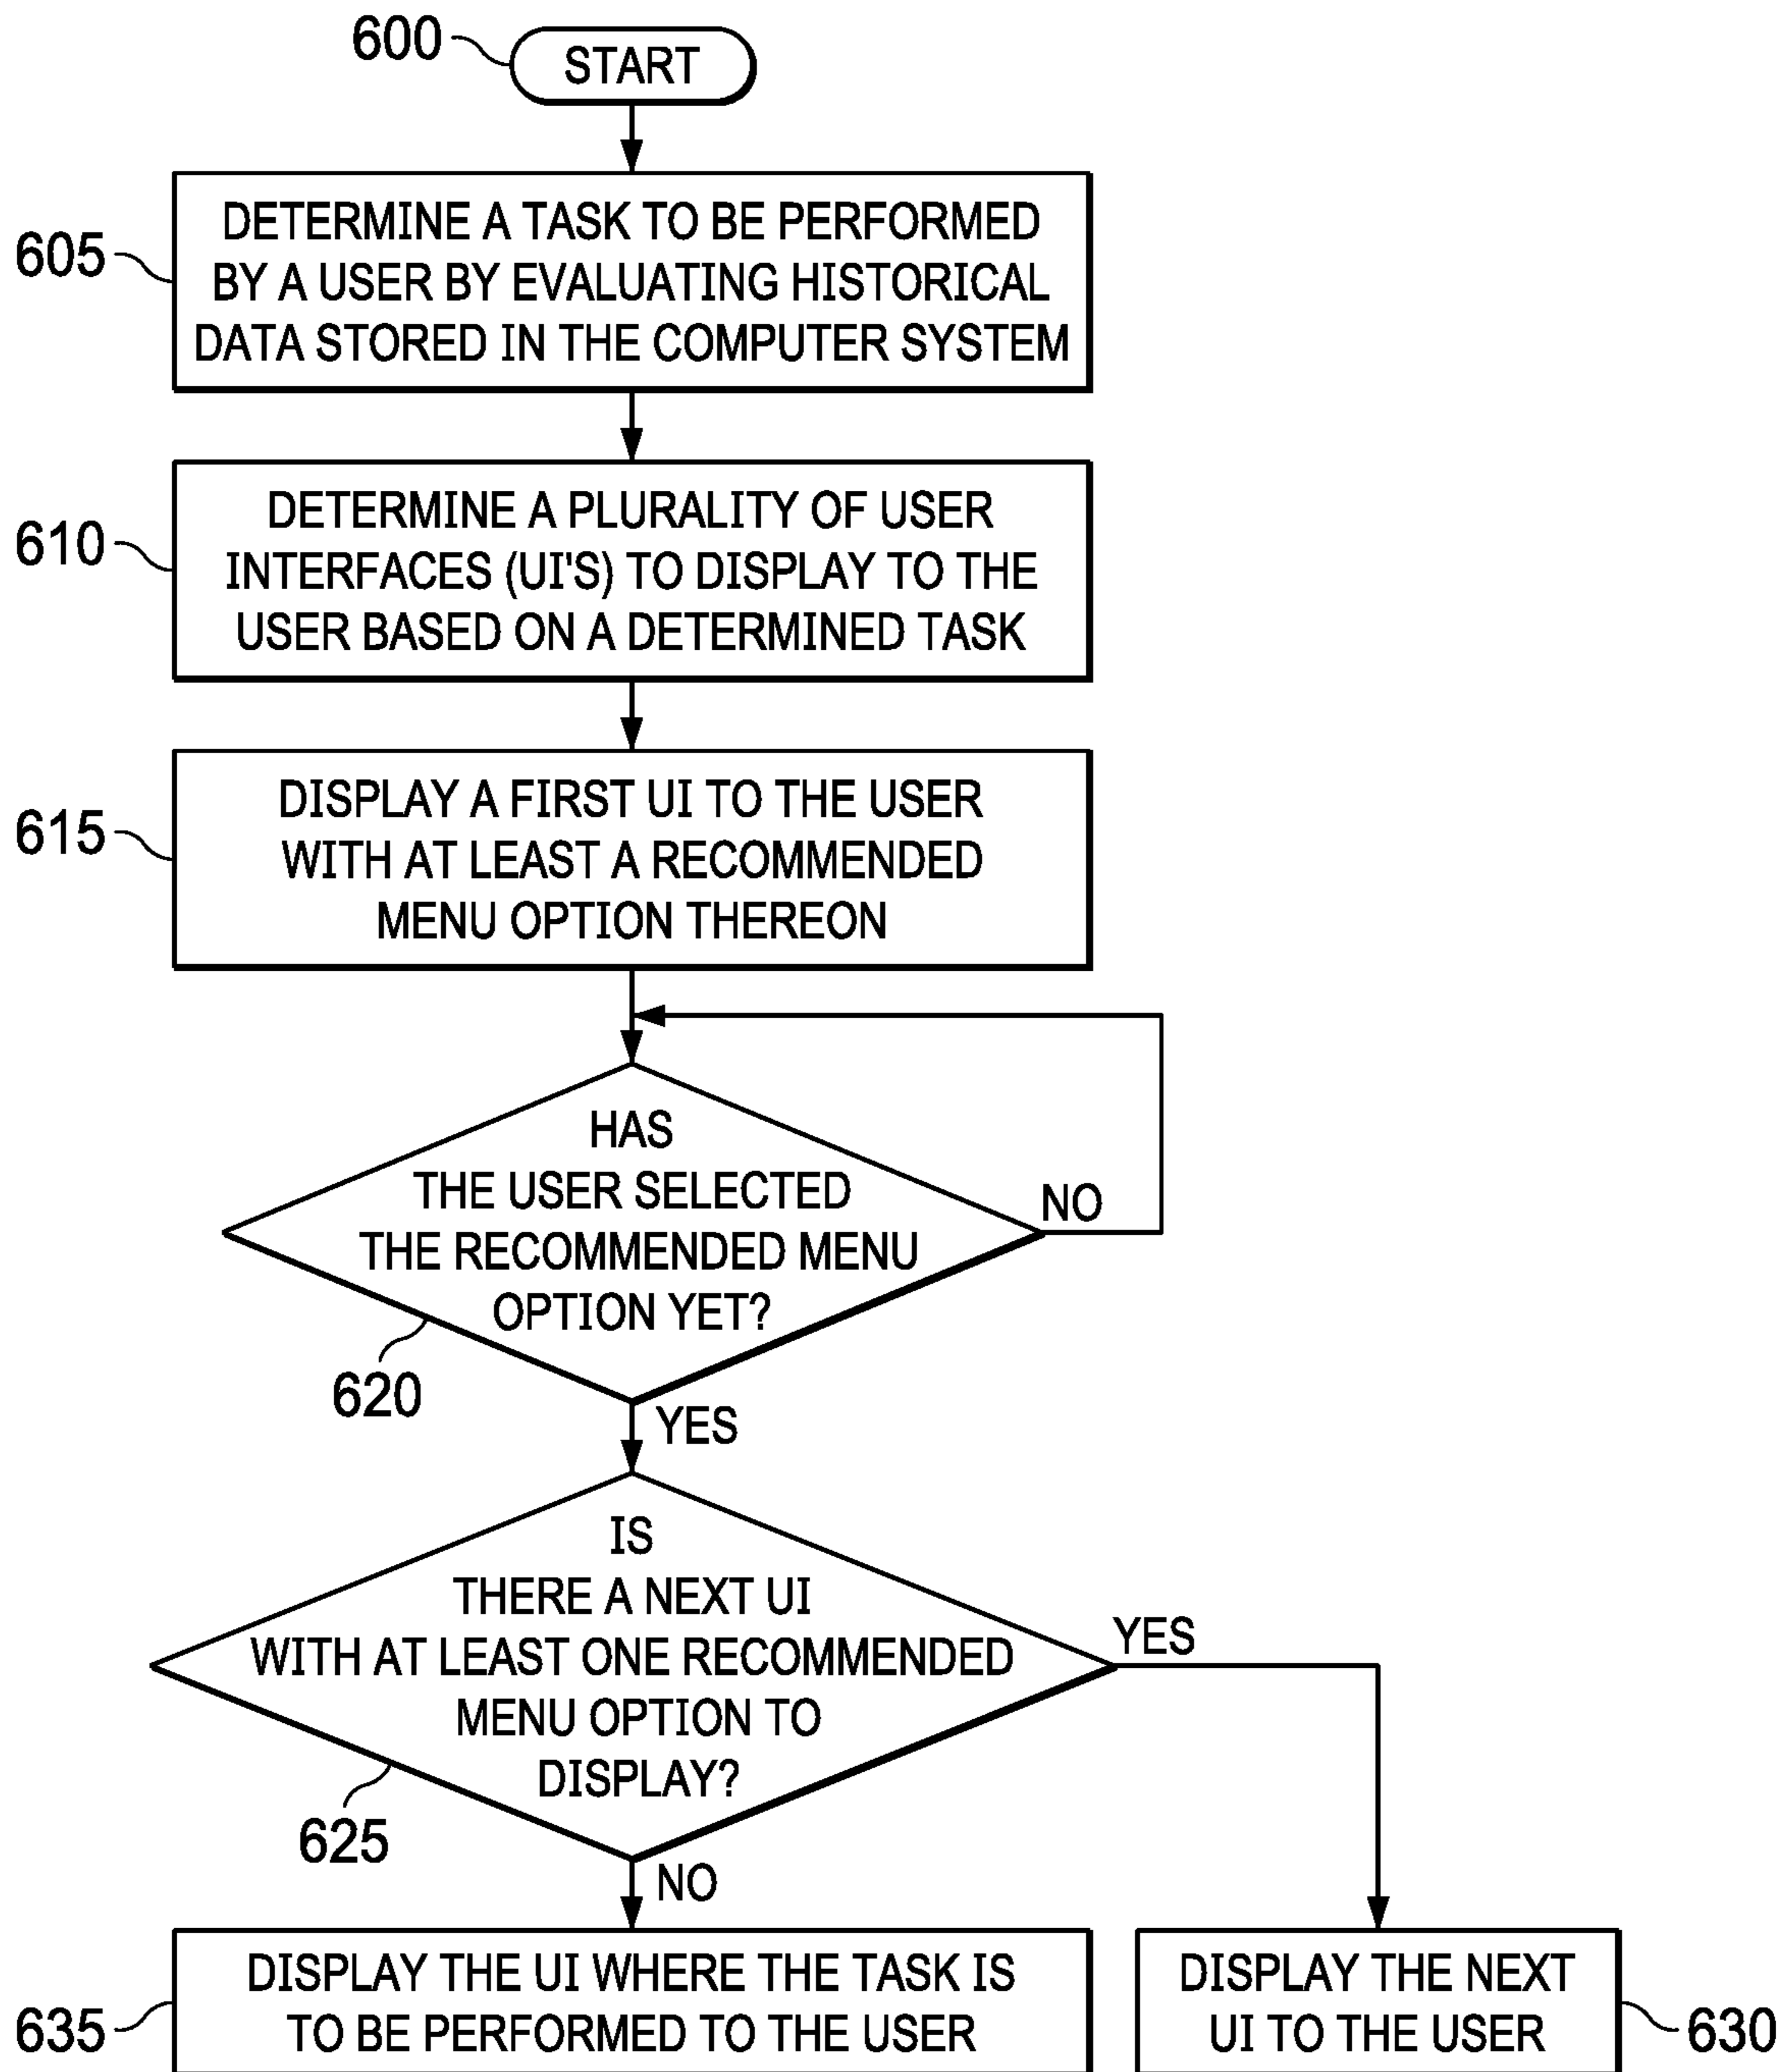 600
START
605
DETERMINE A TASK TO BE PERFORMED
BY A USER BY EVALUATING HISTORICAL
DATA STORED IN THE COMPUTER SYSTEM
610
DETERMINE A PLURALITY OF USER
INTERFACES (UI'S) TO DISPLAY TO THE
USER BASED ON A DETERMINED TASK
615
DISPLAY A FIRST UI TO THE USER
WITH AT LEAST A RECOMMENDED
MENU OPTION THEREON
HAS
THE USER SELECTED
THE RECOMMENDED MENU
OPTION YET?
NO
620
YES
IS
THERE A NEXT UI
WITH AT LEAST ONE RECOMMENDED
MENU OPTION TO
DISPLAY?
YES
625
NO
635
DISPLAY THE UI WHERE THE TASK IS
TO BE PERFORMED TO THE USER
DISPLAY THE NEXT
UI TO THE USER
630